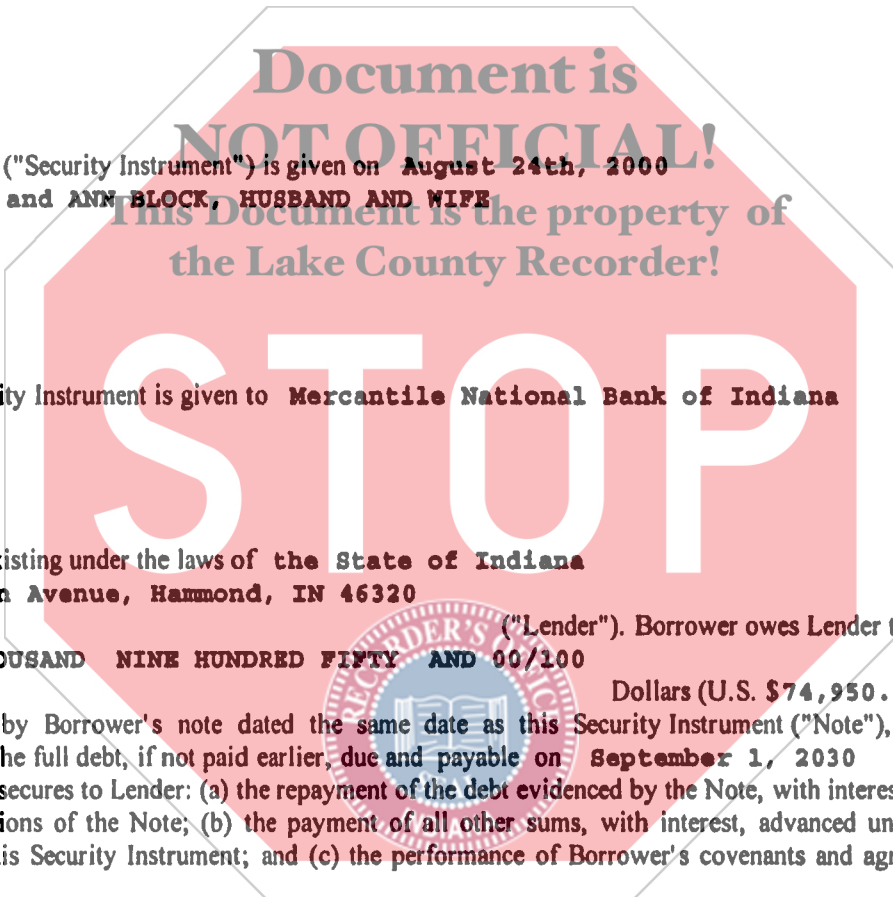 Document is
NOT OFFICIAL!
("Security Instrument") is given on August 24th, 2000
and ANN BLOCK, HUSBAND AND WIFE
This Document is the property of
the Lake County Recorder!
ity Instrument is given to Mercantile National Bank of Indiana
STOP
isting under the laws of the State of Indiana
n Avenue, Hammond, IN 46320
("Lender"). Borrower owes Lender t
OUSAND NINE HUNDRED FIFTY AND 00/100
Dollars (U.S. $74,950.
by Borrower's note dated the same date as this Security Instrument ("Note"),
he full debt, if not paid earlier, due and payable on September 1, 2030
secures to Lender: (a) the repayment of the debt evidenced by the Note, with interes
ions of the Note; (b) the payment of all other sums, with interest, advanced un
is Security Instrument; and (c) the performance of Borrower's covenants and agr
RECORDER'S OFFICE
SEAL